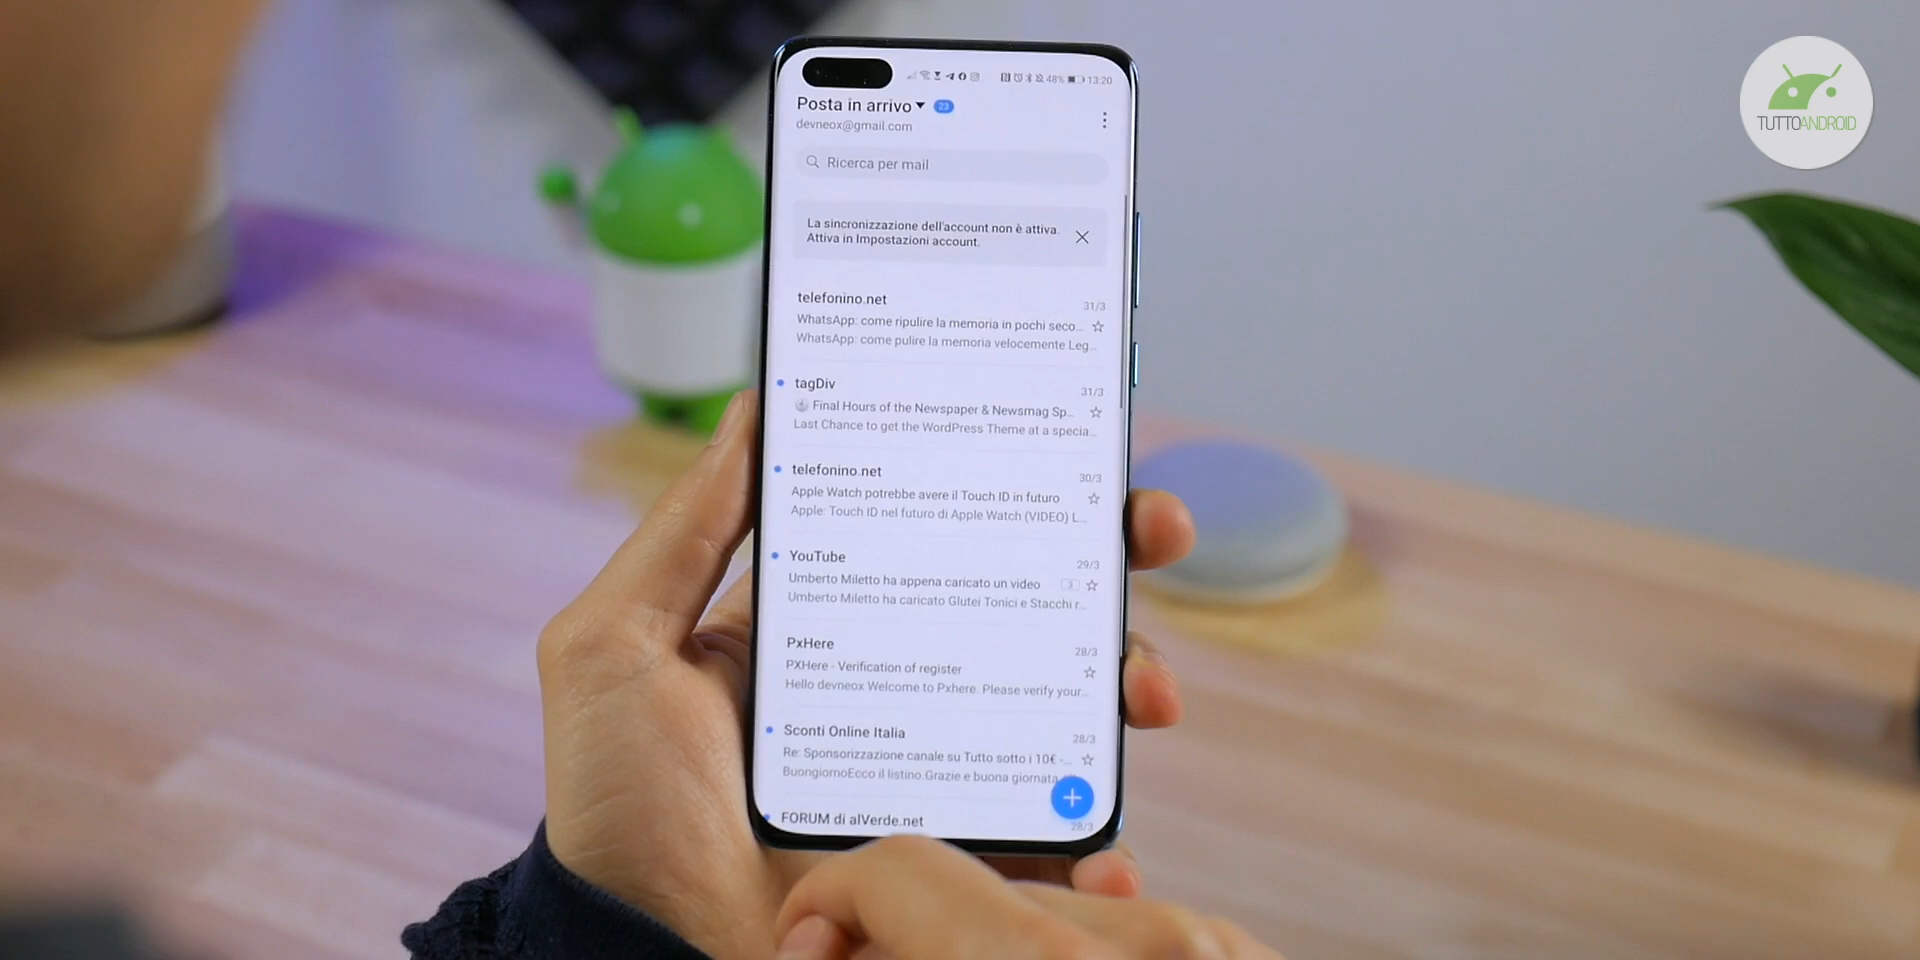 48% 13:20
Posta in arrivo 23
devneox@gmail.com
Ricerca per mail
La sincronizzazione dell'account non è attiva.
Attiva in Impostazioni account.
telefonino.net
31/3
WhatsApp: come ripulire la memoria in pochi seco...
WhatsApp: come pulire la memoria velocemente Leg...
tagDiv
31/3
Final Hours of the Newspaper & Newsmag Sp...
Last Chance to get the WordPress Theme at a specia...
telefonino.net
30/3
Apple Watch potrebbe avere il Touch ID in futuro
Apple: Touch ID nel futuro di Apple Watch (VIDEO) L...
YouTube
29/3
Umberto Miletto ha appena caricato un video 3
Umberto Miletto ha caricato Glutei Tonici e Stacchi r...
PxHere
28/3
PXHere - Verification of register
Hello devneox Welcome to Pxhere. Please verify your...
Sconti Online Italia
28/3
Re: Sponsorizzazione canale su Tutto sotto i 10€ -...
BuongiornoEcco il listino.Grazie e buona giornata
FORUM di alVerde.net
28/3
TUTTOANDROID